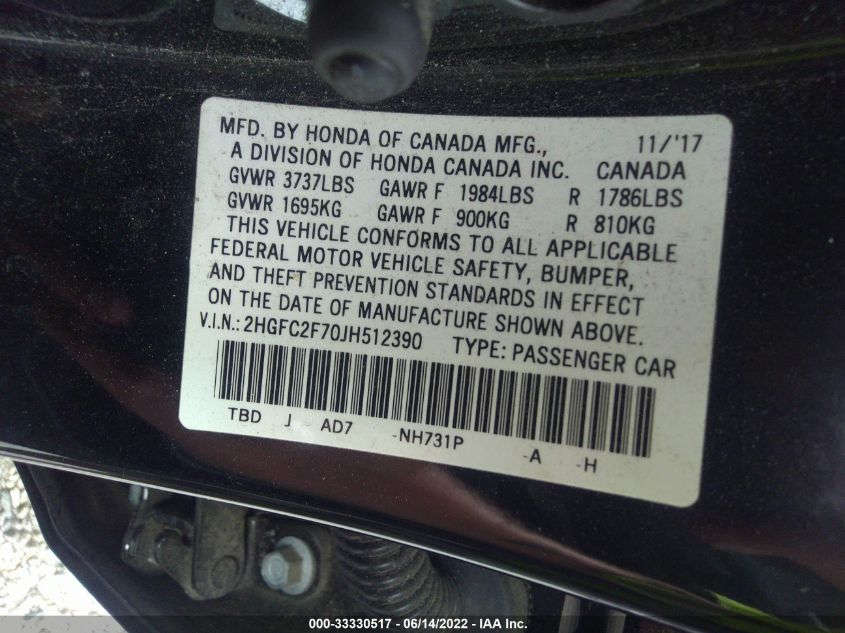 MFD. BY HONDA OF CANADA MFG., 11/'17
A DIVISION OF HONDA CANADA INC. CANADA
GVWR 3737LBS GAWR F 1984LBS R 1786LBS
GVWR 1695KG GAWR F 900KG R 810KG
THIS VEHICLE CONFORMS TO ALL APPLICABLE
FEDERAL MOTOR VEHICLE SAFETY, BUMPER,
AND THEFT PREVENTION STANDARDS IN EFFECT
ON THE DATE OF MANUFACTURE SHOWN ABOVE.
V.I.N.: 2HGFC2F70JH512390 TYPE: PASSENGER CAR
TBD J AD7 -NH731P -A -H
000-33330517 - 06/14/2022 - IAA Inc.